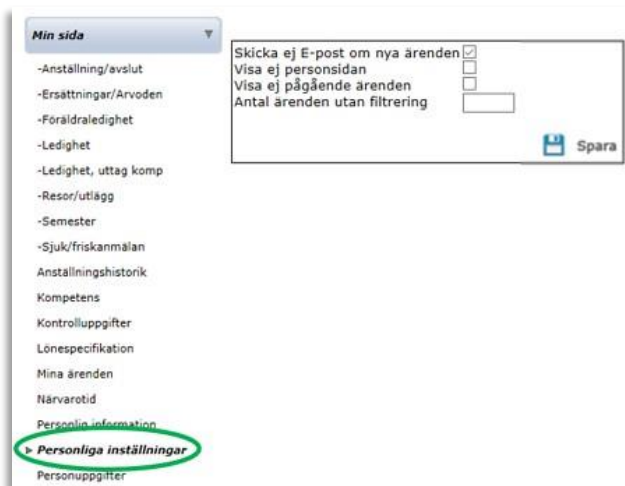 Min sida
-Anställning/avslut
-Ersättningar/Arvoden
-Föräldraledighet
-Ledighet
-Ledighet, uttag komp
-Resor/utlägg
-Semester
-Sjuk/friskanmälan
Anställningshistorik
Kompetens
Kontrolluppgifter
Lönespecifikation
Mina ärenden
Närvarotid
Personlig information
Personliga inställningar
Personuppgifter
Skicka ej E-post om nya ärenden
Visa ej personsidan
Visa ej pågående ärenden
Antal ärenden utan filtrering
Spara